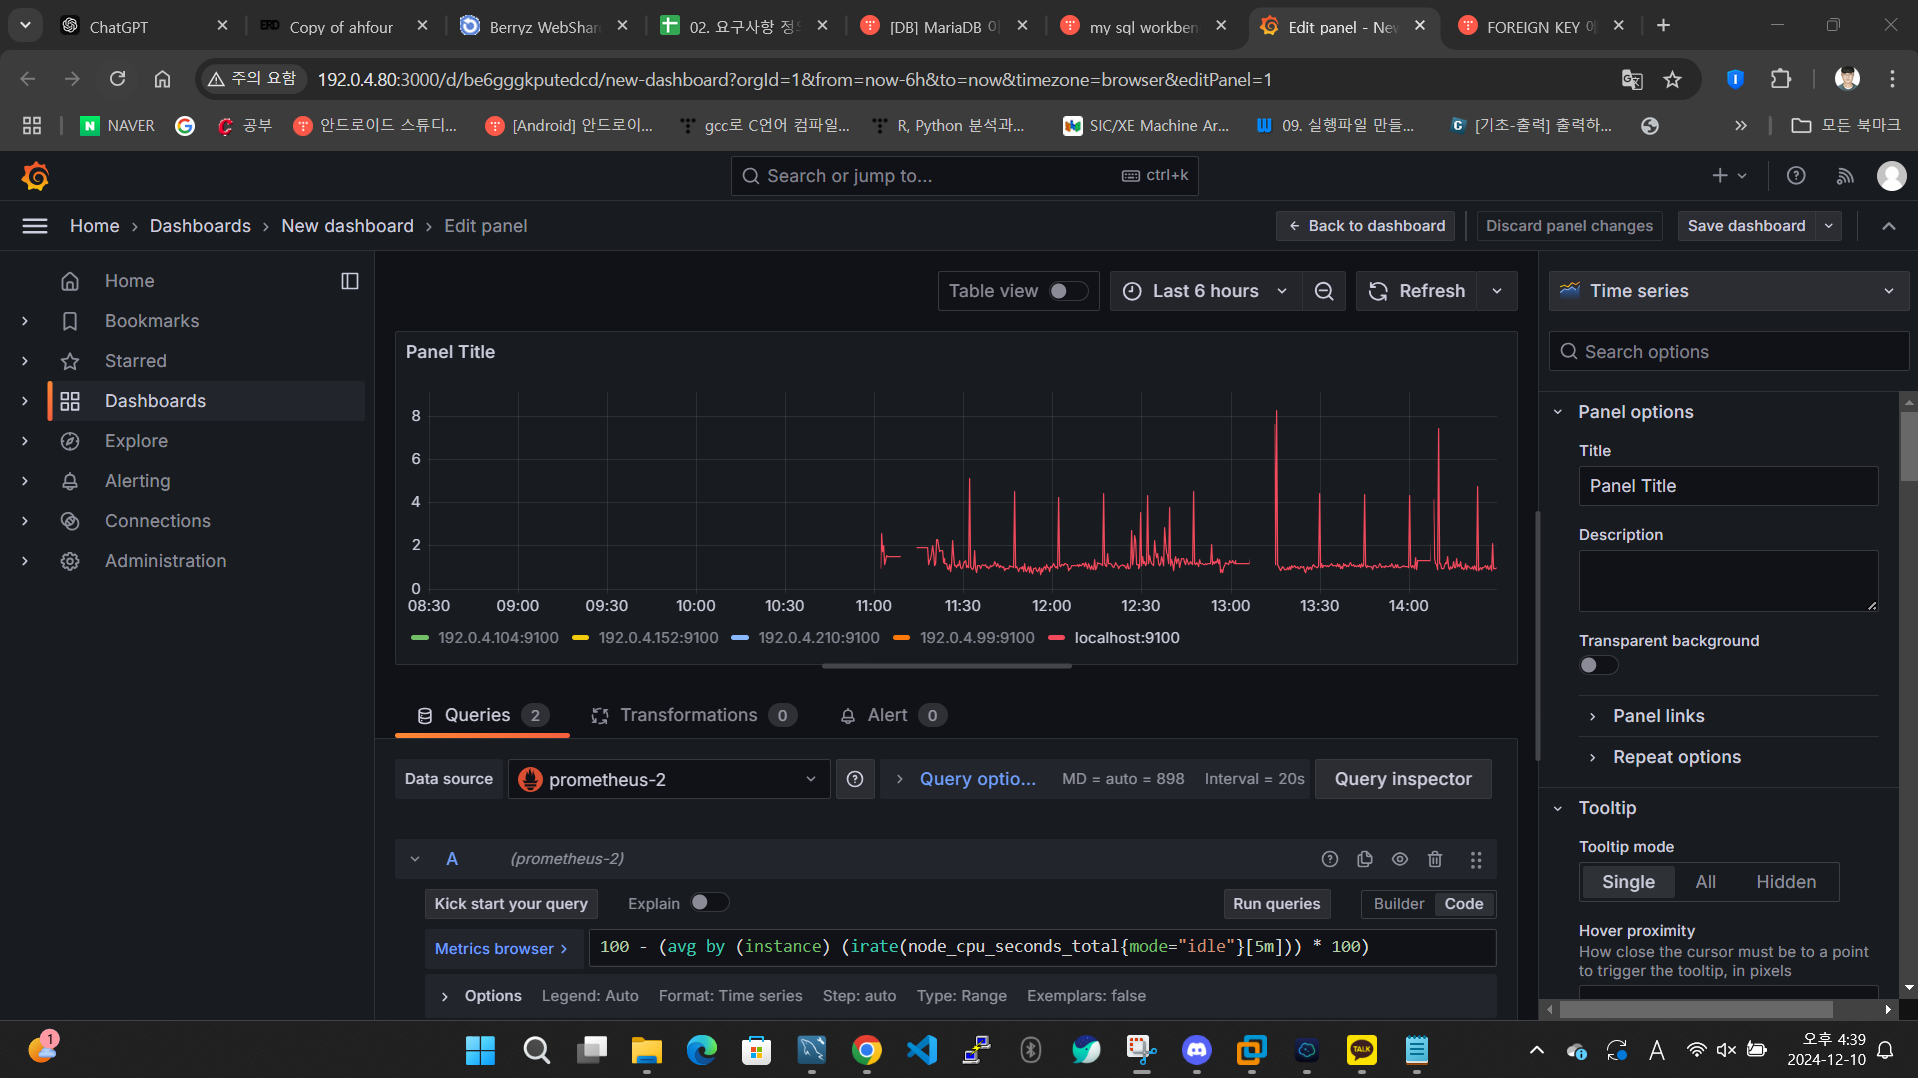 ChatGPT
Copy of ahfour
Berryz WebShar
02. 요구사항 정
[DB] MariaDB
my sql workben
Edit panel - Nev
FOREIGN KEY
주의 요함
192.0.4.80:3000/d/be6gggkputedcd/new-dashboard?orgId=1&from=now-6h&to=now&timezone=browser&editPanel=1
NAVER
공부
안드로이드 스튜디...
[Android] 안드로이...
gcc로 C언어 컴파일...
R, Python 분석과...
SIC/XE Machine Ar...
09. 실행파일 만들...
[기초-출력] 출력하...
모든 북마크
Search or jump to...
ctrl+k
Home › Dashboards › New dashboard › Edit panel
Back to dashboard
Discard panel changes
Save dashboard
Home
Bookmarks
Starred
Dashboards
Explore
Alerting
Connections
Administration
Table view
Last 6 hours
Refresh
Panel Title
8
6
4
2
0
08:30 09:00 09:30 10:00 10:30 11:00 11:30 12:00 12:30 13:00 13:30 14:00
192.0.4.104:9100 192.0.4.152:9100 192.0.4.210:9100 192.0.4.99:9100 localhost:9100
Queries 2
Transformations 0
Alert 0
Data source
prometheus-2
Query optio...
MD = auto = 898
Interval = 20s
Query inspector
A
(prometheus-2)
Kick start your query
Explain
Run queries
Builder
Code
Metrics browser ›
100 - (avg by (instance) (irate(node_cpu_seconds_total{mode="idle"}[5m])) * 100)
Options
Legend: Auto
Format: Time series
Step: auto
Type: Range
Exemplars: false
Time series
Search options
Panel options
Title
Panel Title
Description
Transparent background
Panel links
Repeat options
Tooltip
Tooltip mode
Single
All
Hidden
Hover proximity
How close the cursor must be to a point
to trigger the tooltip, in pixels
1
TALK
A
오후 4:39
2024-12-10